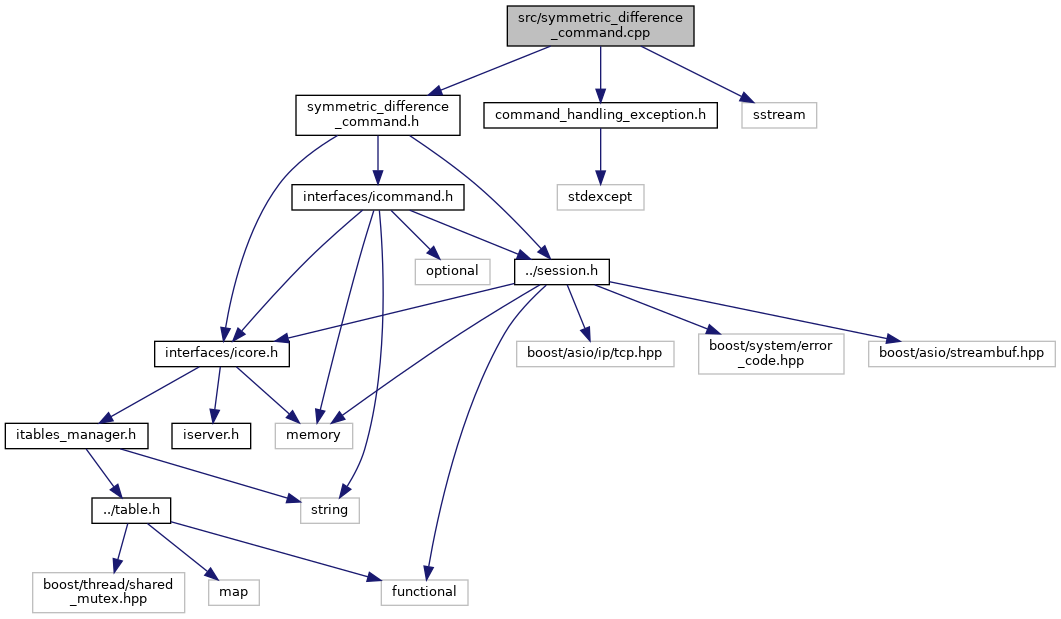 src/symmetric_difference
_command.cpp
symmetric_difference
_command.h
command_handling_exception.h
sstream
interfaces/icommand.h
stdexcept
optional
../session.h
interfaces/icore.h
boost/asio/ip/tcp.hpp
boost/system/error
_code.hpp
boost/asio/streambuf.hpp
itables_manager.h
iserver.h
memory
../table.h
string
boost/thread/shared
_mutex.hpp
map
functional